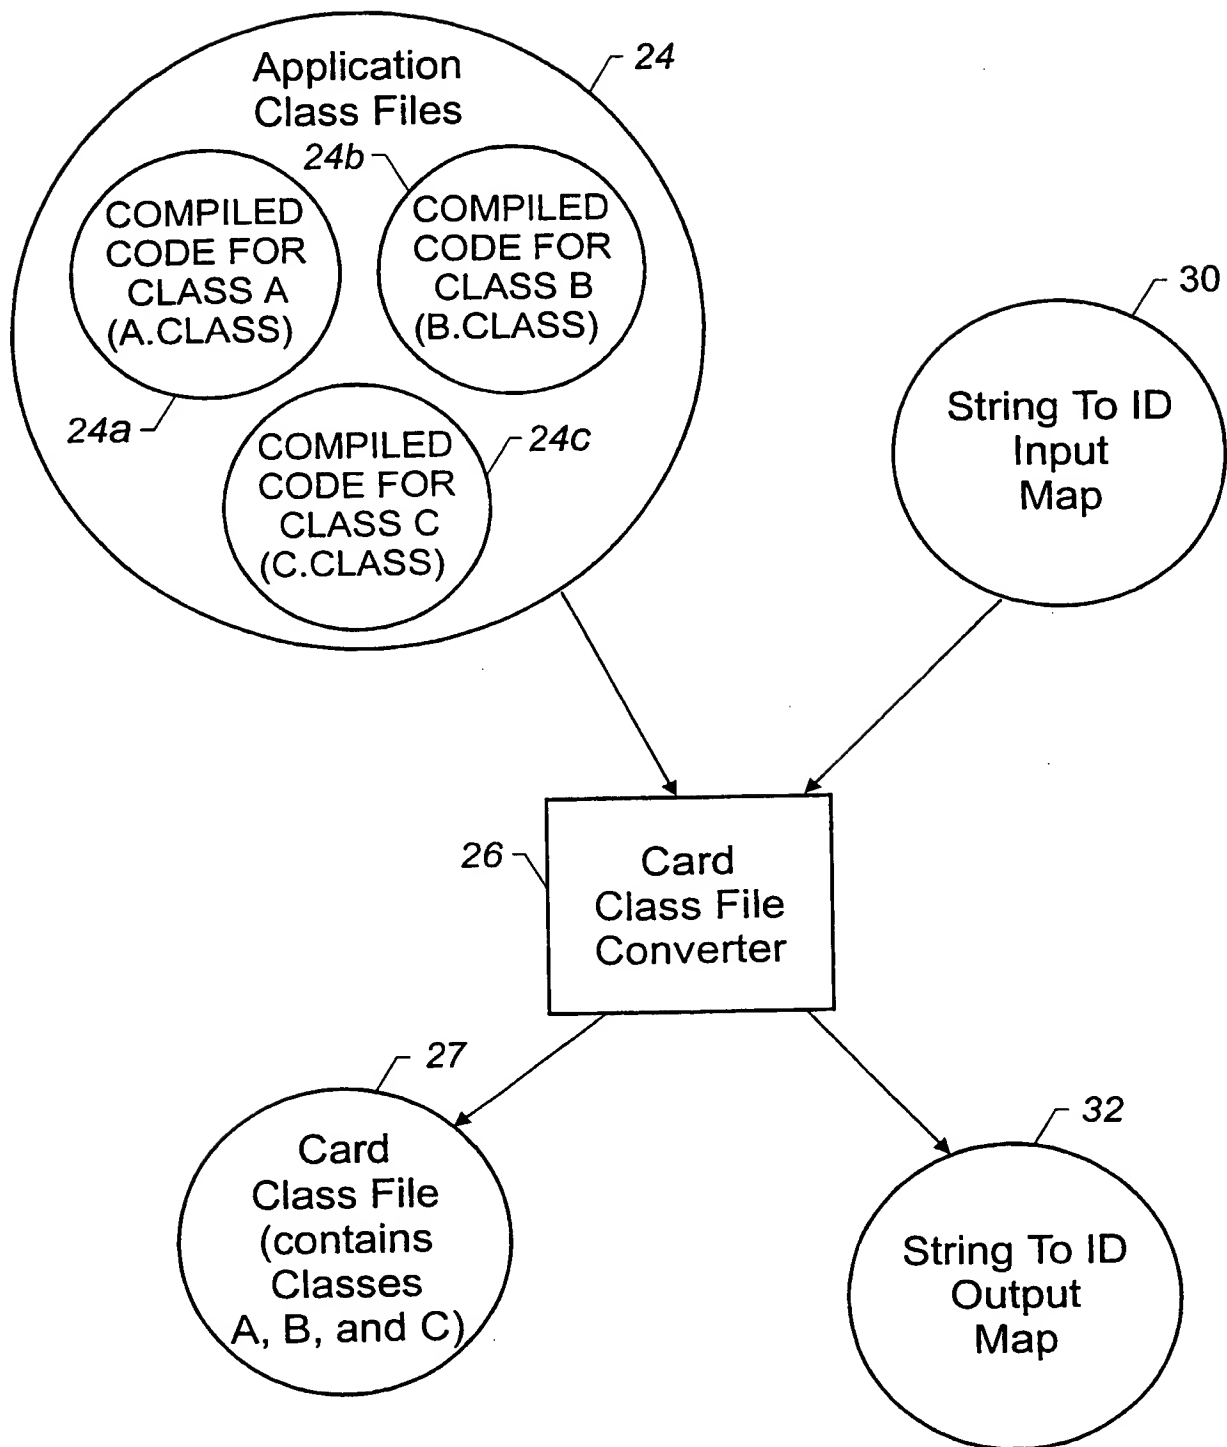 24
Application
Class Files
24b
COMPILED
CODE FOR
CLASS A
(A.CLASS)
24a
COMPILED
CODE FOR
CLASS B
(B.CLASS)
COMPILED
CODE FOR
CLASS C
(C.CLASS)
24c
30
String To ID
Input
Map
26
Card
Class File
Converter
27
Card
Class File
(contains
Classes
A, B, and C)
32
String To ID
Output
Map